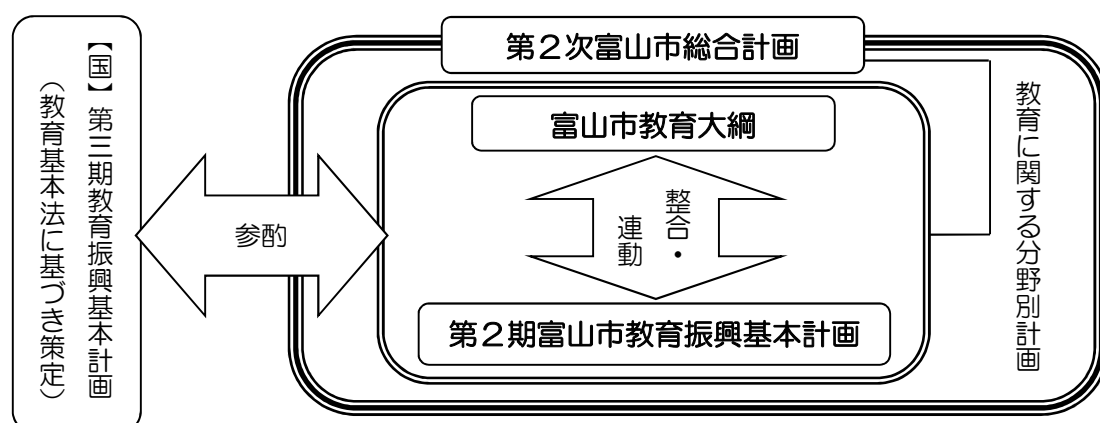 【国】第三期教育振興基本計画
（教育基本法に基づき策定）
参酌
第２次富山市総合計画
富山市教育大綱
整合・
連動
第２期富山市教育振興基本計画
教育に関する分野別計画